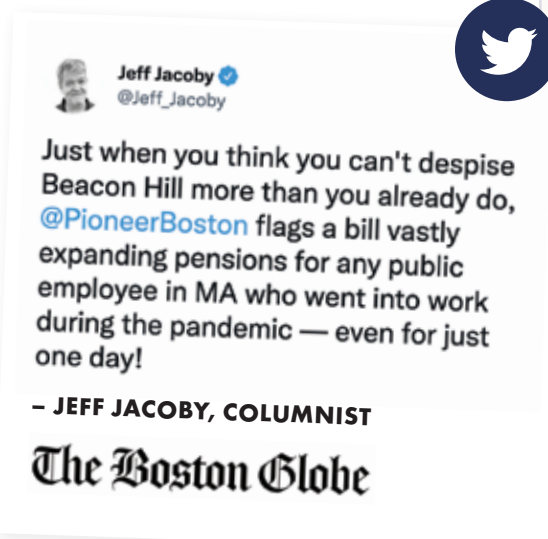 Jeff Jacoby
@Jeff_Jacoby
Just when you think you can't despise
Beacon Hill more than you already do,
@PioneerBoston flags a bill vastly
expanding pensions for any public
employee in MA who went into work
during the pandemic — even for just
one day!
– JEFF JACOBY, COLUMNIST
The Boston Globe